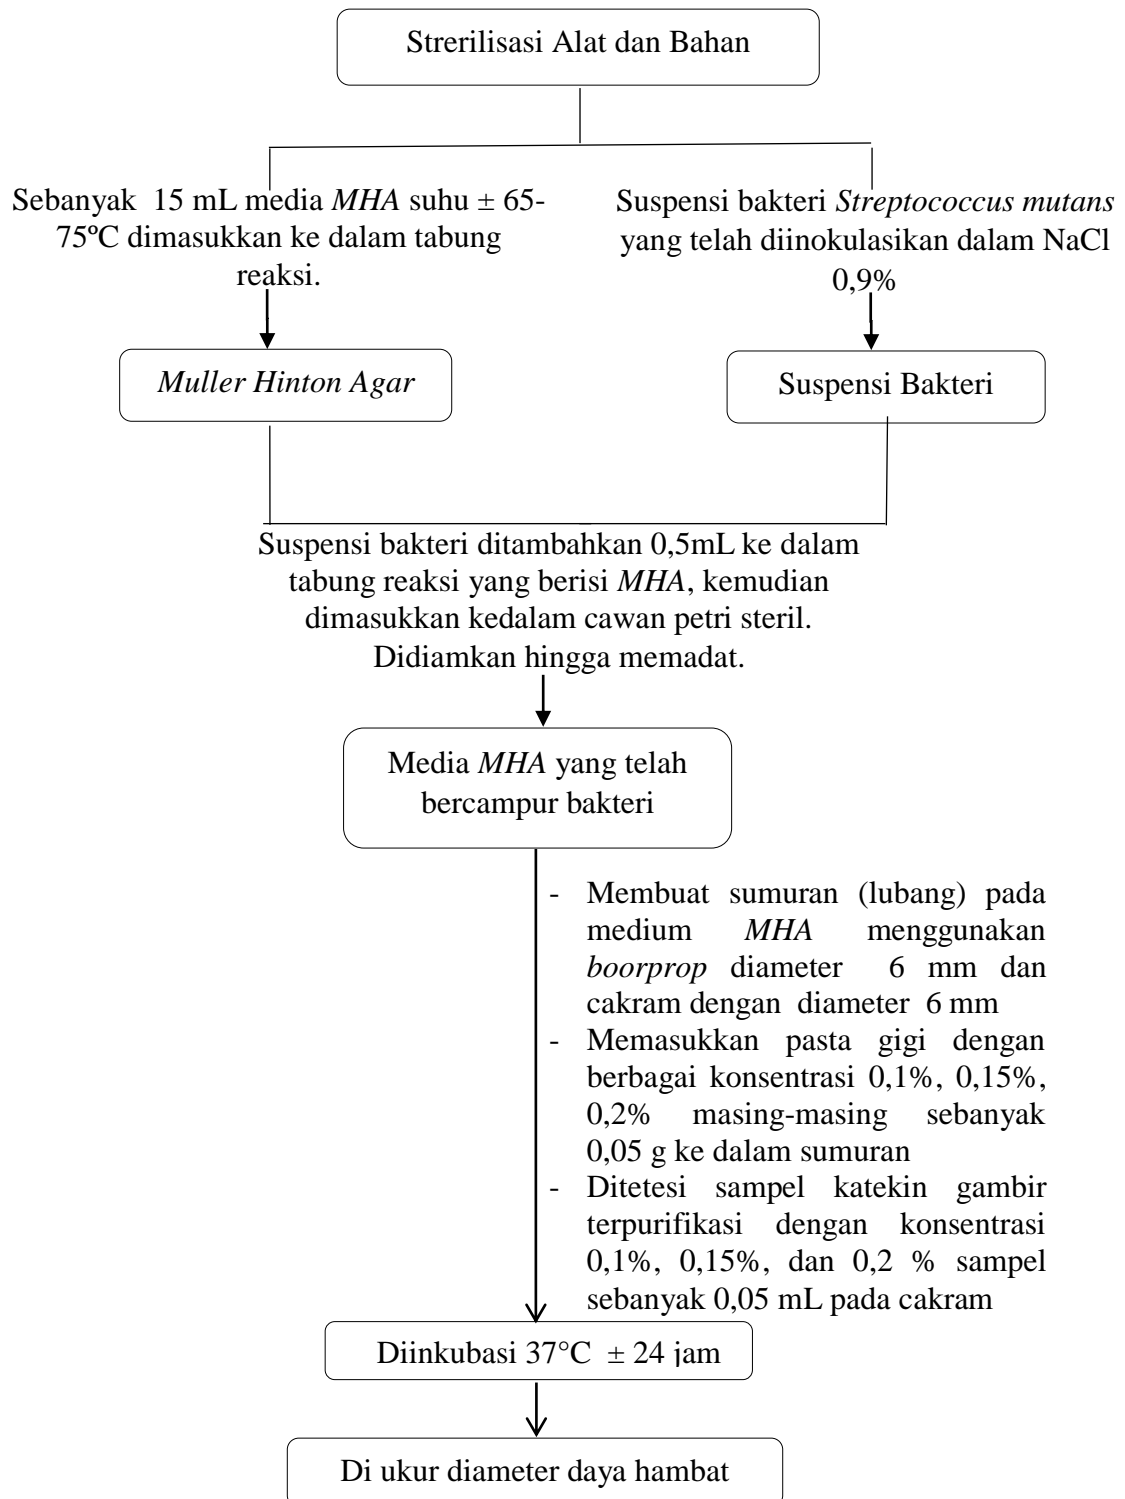 Strerilisasi Alat dan Bahan
Sebanyak 15 mL media MHA suhu ± 65-
75ºC dimasukkan ke dalam tabung
reaksi.
Suspensi bakteri Streptococcus mutans
yang telah diinokulasikan dalam NaCl
0,9%
Muller Hinton Agar
Suspensi Bakteri
Suspensi bakteri ditambahkan 0,5mL ke dalam
tabung reaksi yang berisi MHA, kemudian
dimasukkan kedalam cawan petri steril.
Didiamkan hingga memadat.
Media MHA yang telah
bercampur bakteri
- Membuat sumuran (lubang) pada
medium MHA menggunakan
boorprop diameter 6 mm dan
cakram dengan diameter 6 mm
- Memasukkan pasta gigi dengan
berbagai konsentrasi 0,1%, 0,15%,
0,2% masing-masing sebanyak
0,05 g ke dalam sumuran
- Ditetesi sampel katekin gambir
terpurifikasi dengan konsentrasi
0,1%, 0,15%, dan 0,2 % sampel
sebanyak 0,05 mL pada cakram
Diinkubasi 37°C ± 24 jam
Di ukur diameter daya hambat